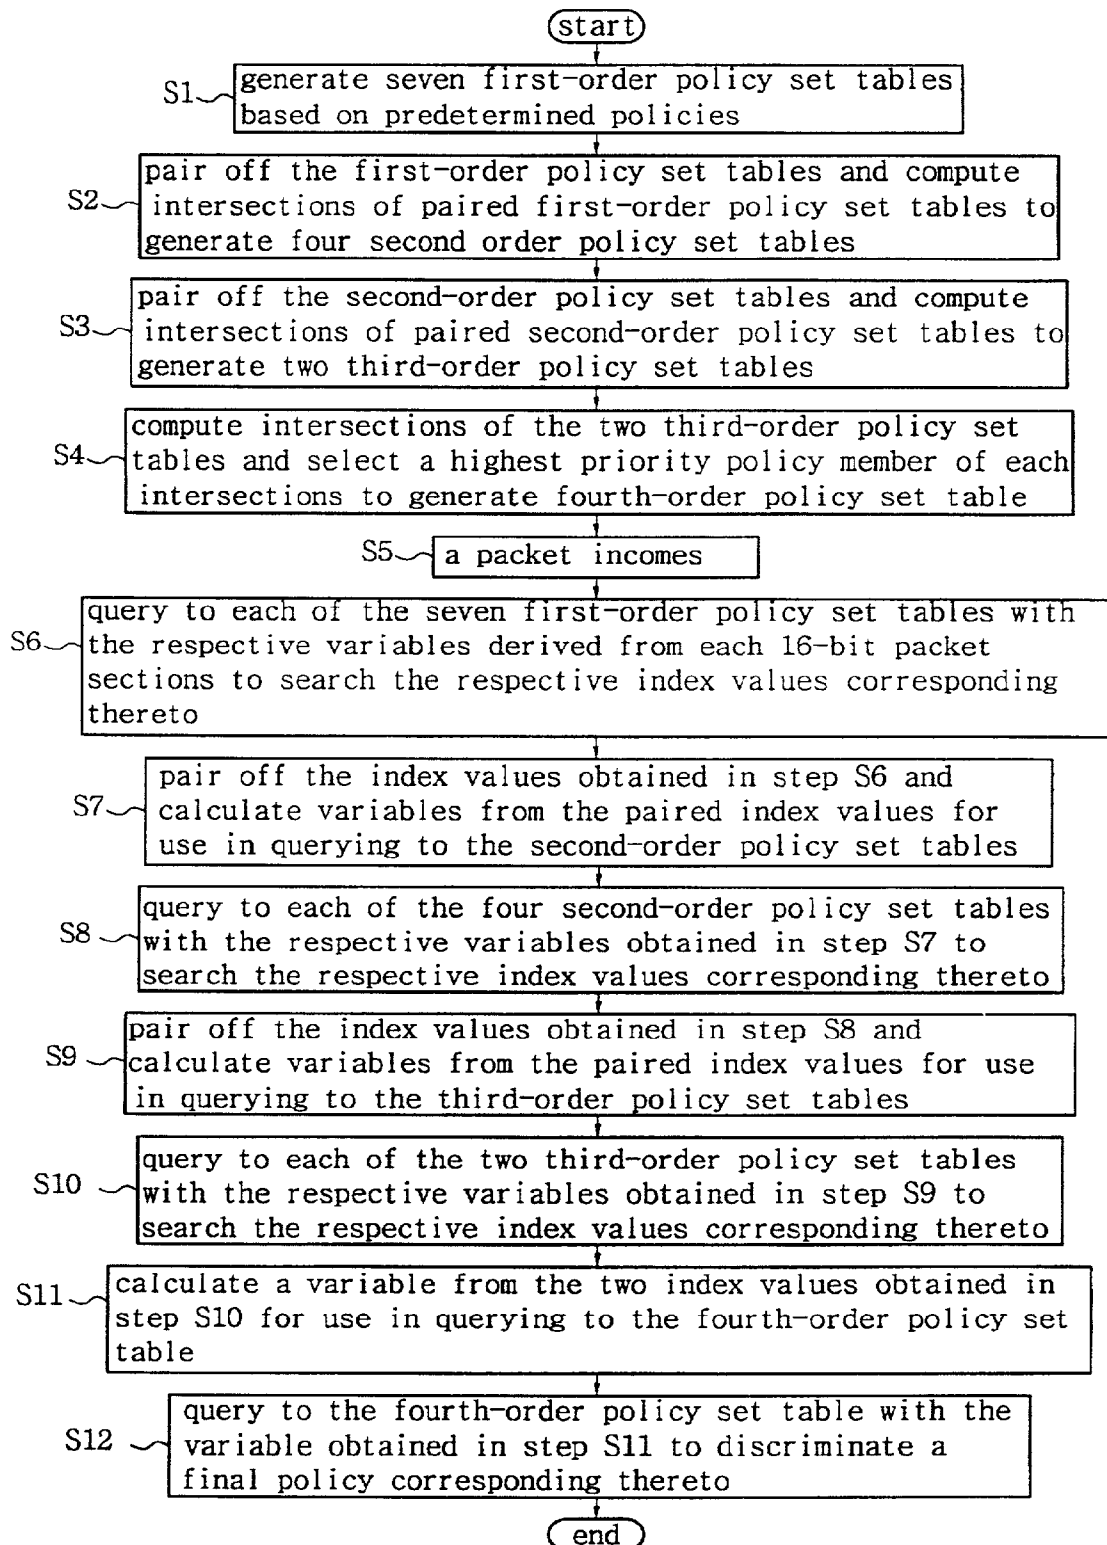 start
S1
generate seven first-order policy set tables
based on predetermined policies
S2
pair off the first-order policy set tables and compute
intersections of paired first-order policy set tables to
generate four second order policy set tables
S3
pair off the second-order policy set tables and compute
intersections of paired second-order policy set tables to
generate two third-order policy set tables
S4
compute intersections of the two third-order policy set
tables and select a highest priority policy member of each
intersections to generate fourth-order policy set table
S5
a packet incomes
S6
query to each of the seven first-order policy set tables with
the respective variables derived from each 16-bit packet
sections to search the respective index values corresponding
thereto
S7
pair off the index values obtained in step S6 and
calculate variables from the paired index values for
use in querying to the second-order policy set tables
S8
query to each of the four second-order policy set tables
with the respective variables obtained in step S7 to
search the respective index values corresponding thereto
S9
pair off the index values obtained in step S8 and
calculate variables from the paired index values for use
in querying to the third-order policy set tables
S10
query to each of the two third-order policy set tables
with the respective variables obtained in step S9 to
search the respective index values corresponding thereto
S11
calculate a variable from the two index values obtained in
step S10 for use in querying to the fourth-order policy set
table
S12
query to the fourth-order policy set table with the
variable obtained in step S11 to discriminate a
final policy corresponding thereto
end